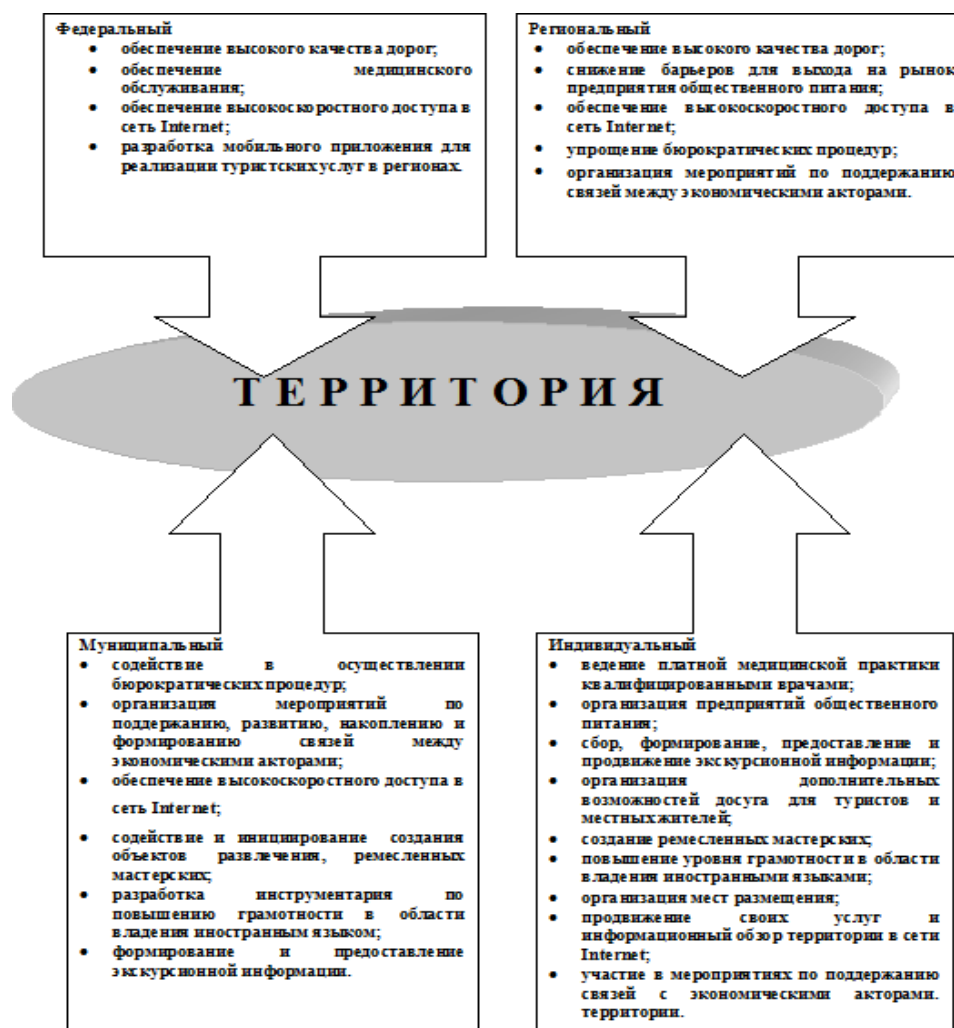 Федеральный
• обеспечение высокого качества дорог;
• обеспечение медицинского
обслуживания;
• обеспечение высокоскоростного доступа в
сеть Internet;
• разработка мобильного приложения для
реализации туристских услуг в регионах.
Региональный
• обеспечение высокого качества дорог;
• снижение барьеров для выхода на рынок
предприятия общественного питания;
• обеспечение высокоскоростного доступа в
сеть Internet;
• упрощение бюрократических процедур;
• организация мероприятий по поддержанию
связей между экономическими акторами.
ТЕРРИТОРИЯ
Муниципальный
• содействие в осуществлении
бюрократических процедур;
• организация мероприятий по
поддержанию, развитию, накоплению и
формированию связей между
экономическими акторами;
• обеспечение высокоскоростного доступа в
сеть Internet;
• содействие и инициирование создания
объектов развлечения, ремесленных
мастерских;
• разработка инструментария по
повышению грамотности в области
владения иностранным языком;
• формирование и предоставление
экскурсионной информации.
Индивидуальный
• ведение платной медицинской практики
квалифицированными врачами;
• организация предприятий общественного
питания;
• сбор, формирование, предоставление и
продвижение экскурсионной информации;
• организация дополнительных
возможностей досуга для туристов и
местных жителей;
• создание ремесленных мастерских;
• повышение уровня грамотности в области
владения иностранными языками;
• организация мест размещения;
• продвижение своих услуг и
информационный обзор территории в сети
Internet;
• участие в мероприятиях по поддержанию
связей с экономическими акторами.
территории.